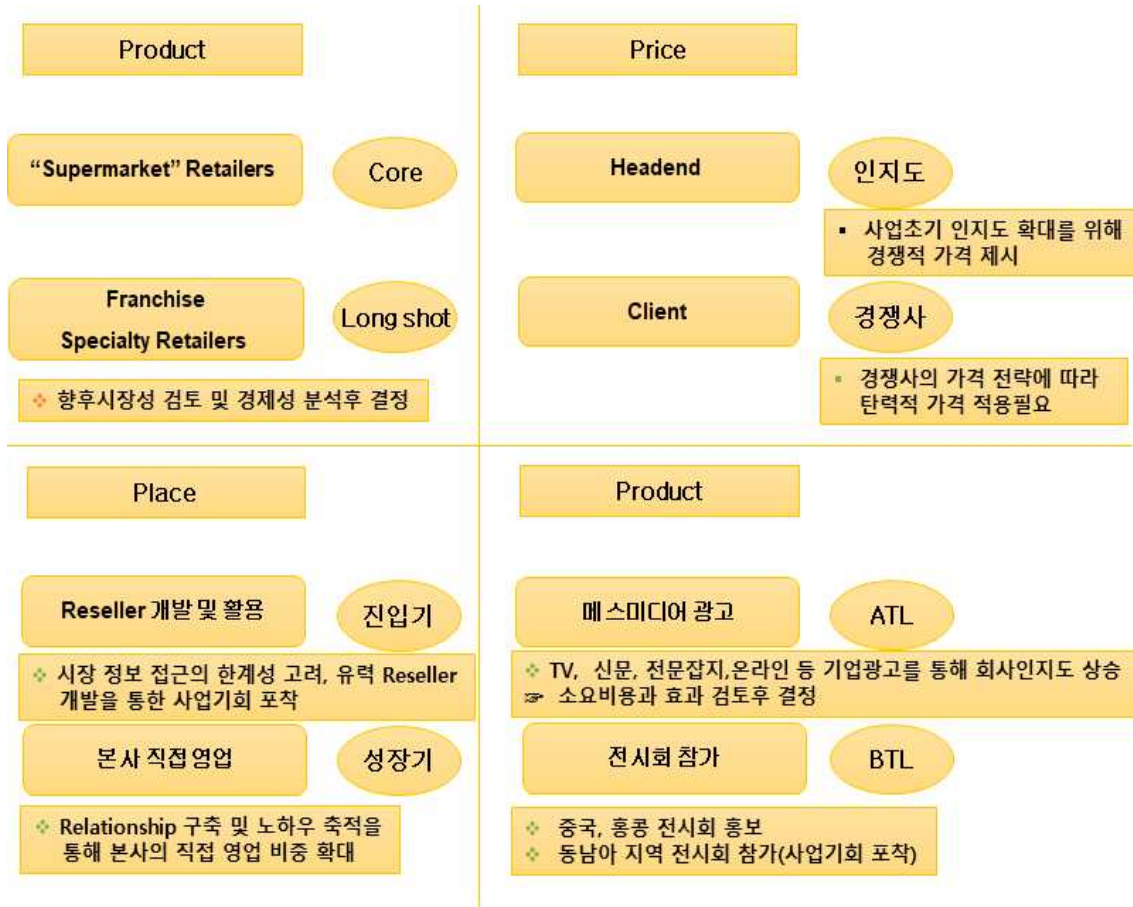 Product
“Supermarket” Retailers
Core
Franchise
Specialty Retailers
Long shot
❖ 향후시장성 검토 및 경제성 분석후 결정
Price
Headend
인지도
▪ 사업초기 인지도 확대를 위해
경쟁적 가격 제시
Client
경쟁사
▪ 경쟁사의 가격 전략에 따라
탄력적 가격 적용필요
Place
Reseller 개발 및 활용
진입기
❖ 시장 정보 접근의 한계성 고려, 유력 Reseller
개발을 통한 사업기회 포착
본사 직접 영업
성장기
❖ Relationship 구축 및 노하우 축적을
통해 본사의 직접 영업 비중 확대
Product
메스미디어 광고
ATL
❖ TV, 신문, 전문잡지,온라인 등 기업광고를 통해 회사인지도 상승
☞ 소요비용과 효과 검토후 결정
전시회 참가
BTL
❖ 중국, 홍콩 전시회 홍보
❖ 동남아 지역 전시회 참가(사업기회 포착)